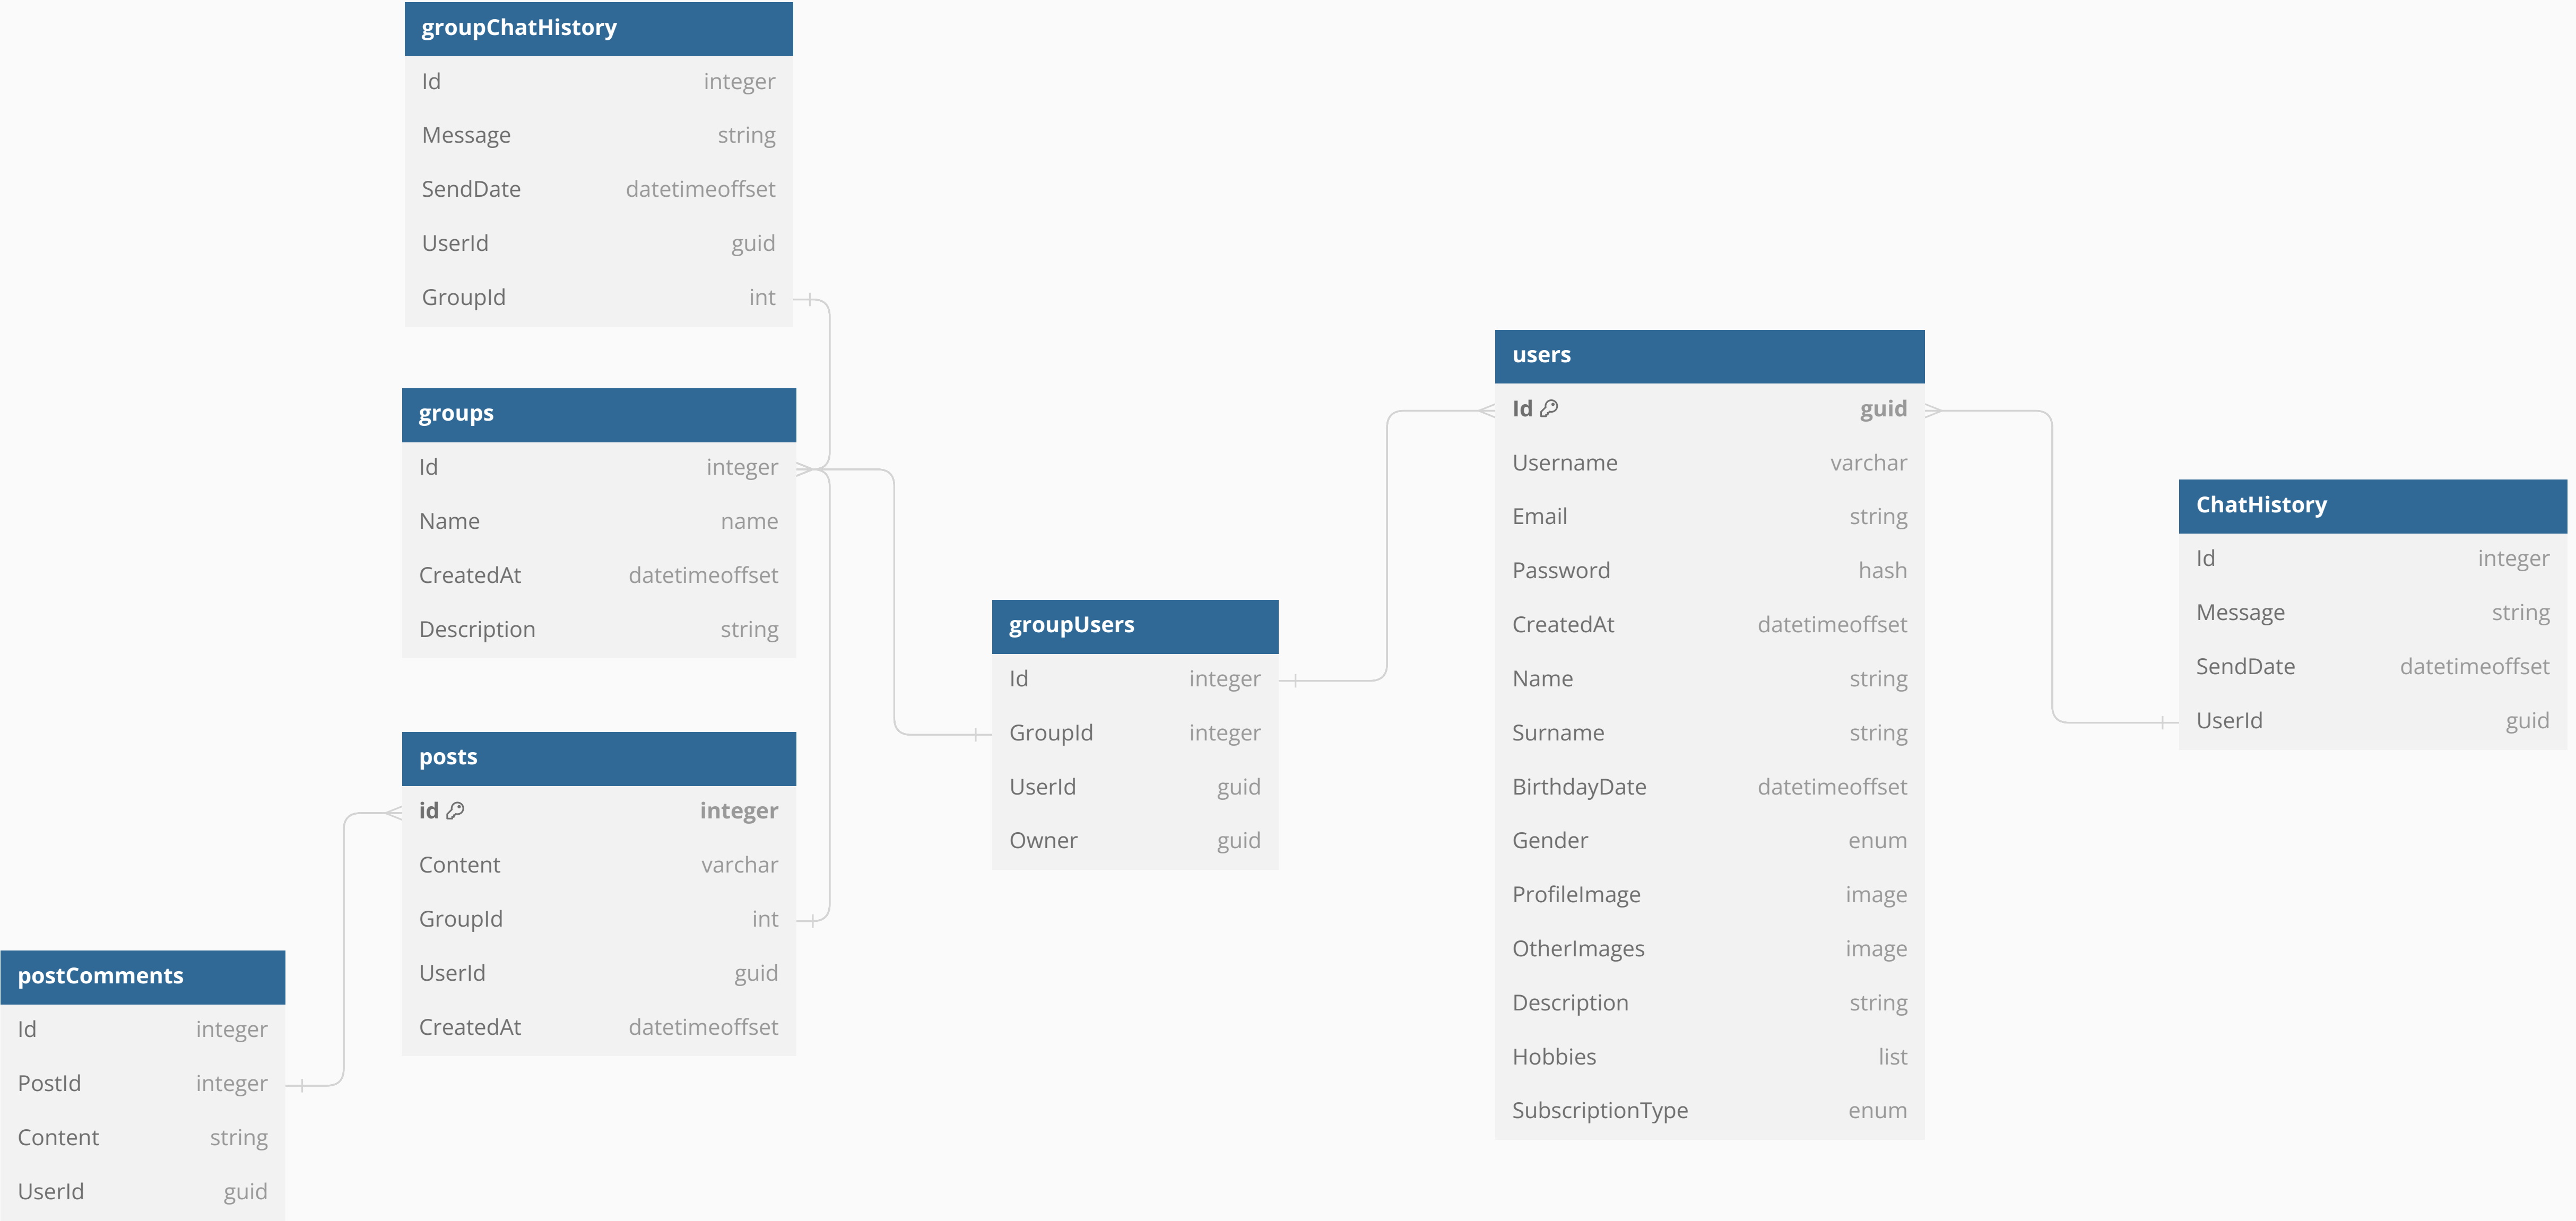 groupChatHistory
Id integer
Message string
SendDate datetimeoffset
UserId guid
GroupId int
groups
Id integer
Name name
CreatedAt datetimeoffset
Description string
posts
id integer
Content varchar
GroupId int
UserId guid
CreatedAt datetimeoffset
postComments
Id integer
PostId integer
Content string
UserId guid
groupUsers
Id integer
GroupId integer
UserId guid
Owner guid
users
Id guid
Username varchar
Email string
Password hash
CreatedAt datetimeoffset
Name string
Surname string
BirthdayDate datetimeoffset
Gender enum
ProfileImage image
OtherImages image
Description string
Hobbies list
SubscriptionType enum
ChatHistory
Id integer
Message string
SendDate datetimeoffset
UserId guid